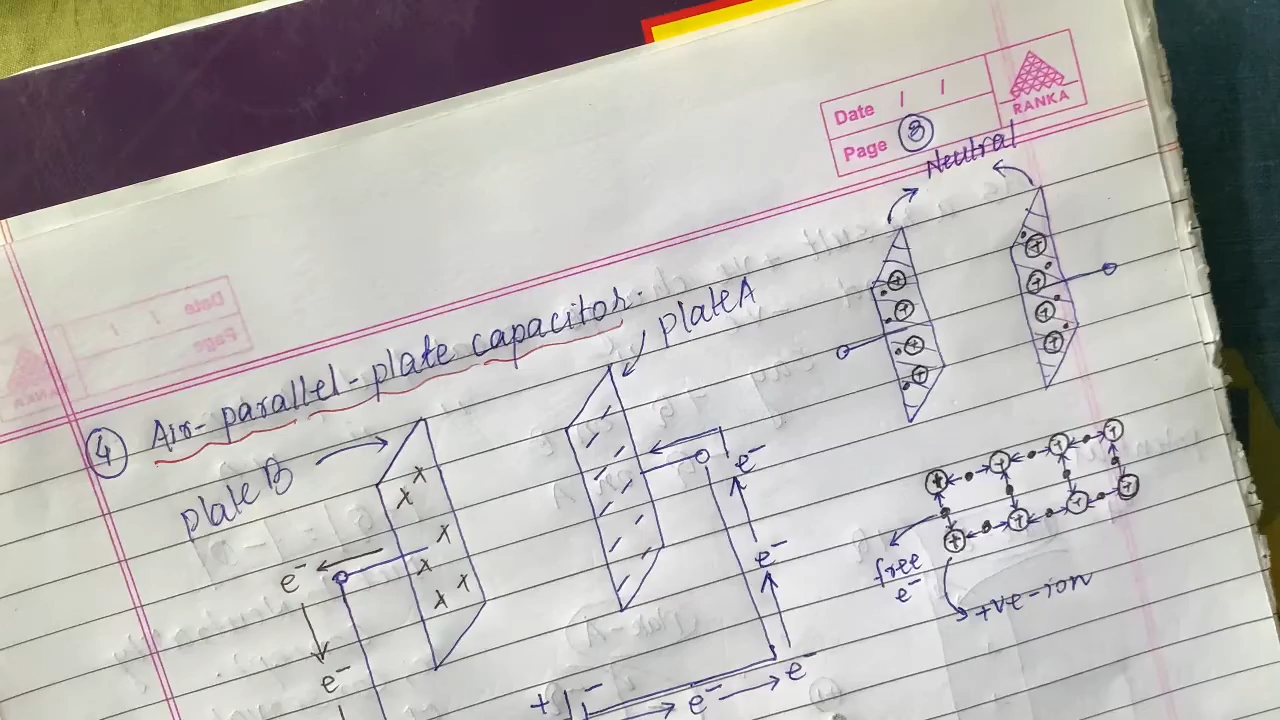 Date / /
RANKA
Page 8
Neutral
④ Air-parallel-plate capacitor.
plate A
plate B
e⁻
e⁻
e⁻
e⁻
free
e⁻
+ve-ion
e⁻
+ - e⁻ → e⁻